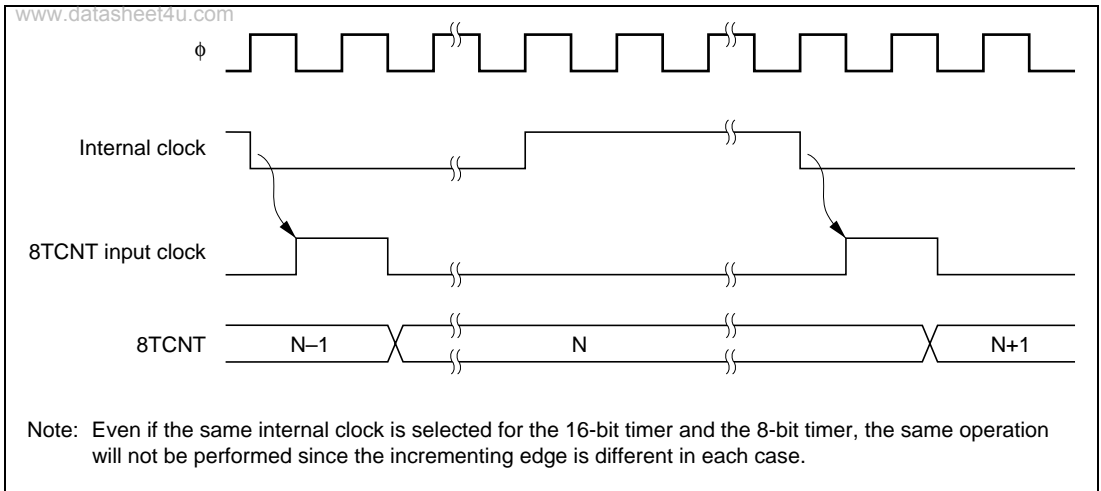 www.datasheet4u.com
φ
Internal clock
8TCNT input clock
8TCNT
N–1
N
N+1
Note: Even if the same internal clock is selected for the 16-bit timer and the 8-bit timer, the same operation
will not be performed since the incrementing edge is different in each case.